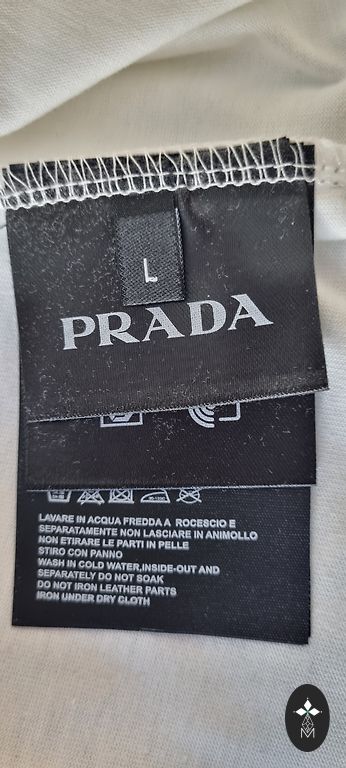 L
PRADA
LAVARE IN ACQUA FREDDA A ROCESCIO E
SEPARATAMENTE NON LASCIARE IN ANIMOLLO
NON ETIRARE LE PARTI IN PELLE
STIRO CON PANNO
WASH IN COLD WATER,INSIDE-OUT AND
SEPARATELY DO NOT SOAK
DO NOT IRON LEATHER PARTS
IRON UNDER DRY CLOTH
M